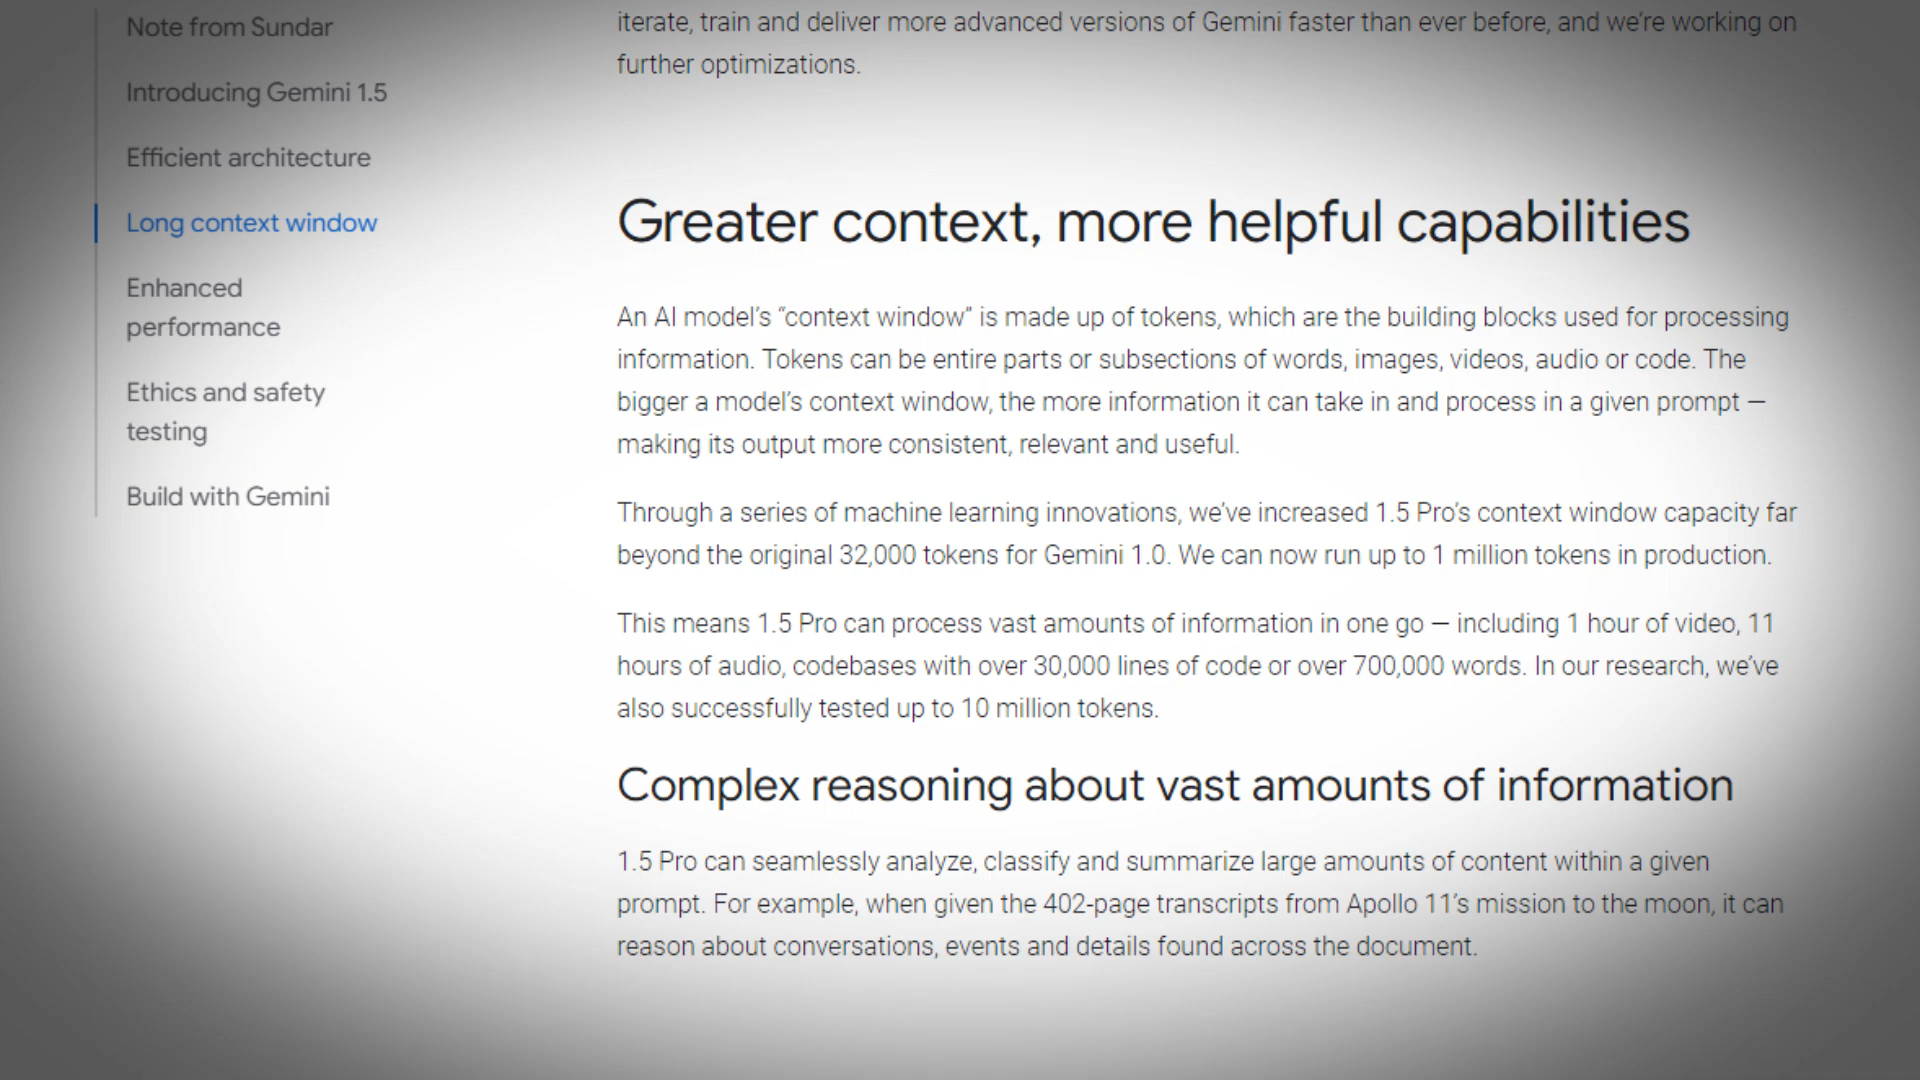 Note from Sundar
Introducing Gemini 1.5
Efficient architecture
Long context window
Enhanced
performance
Ethics and safety
testing
Build with Gemini
iterate, train and deliver more advanced versions of Gemini faster than ever before, and we’re working on
further optimizations.
Greater context, more helpful capabilities
An AI model’s “context window” is made up of tokens, which are the building blocks used for processing
information. Tokens can be entire parts or subsections of words, images, videos, audio or code. The
bigger a model’s context window, the more information it can take in and process in a given prompt —
making its output more consistent, relevant and useful.
Through a series of machine learning innovations, we’ve increased 1.5 Pro’s context window capacity far
beyond the original 32,000 tokens for Gemini 1.0. We can now run up to 1 million tokens in production.
This means 1.5 Pro can process vast amounts of information in one go — including 1 hour of video, 11
hours of audio, codebases with over 30,000 lines of code or over 700,000 words. In our research, we’ve
also successfully tested up to 10 million tokens.
Complex reasoning about vast amounts of information
1.5 Pro can seamlessly analyze, classify and summarize large amounts of content within a given
prompt. For example, when given the 402-page transcripts from Apollo 11’s mission to the moon, it can
reason about conversations, events and details found across the document.